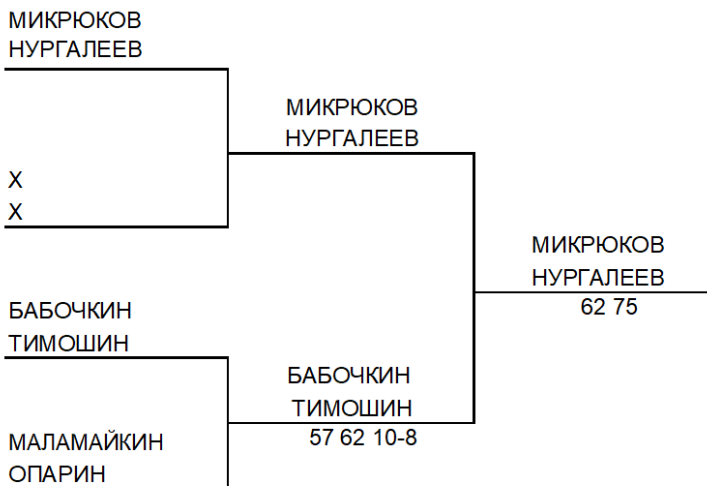 МИКРЮКОВ
НУРГАЛЕЕВ
МИКРЮКОВ
НУРГАЛЕЕВ
Х
Х
МИКРЮКОВ
НУРГАЛЕЕВ
62 75
БАБОЧКИН
ТИМОШИН
БАБОЧКИН
ТИМОШИН
57 62 10-8
МАЛАМАЙКИН
ОПАРИН